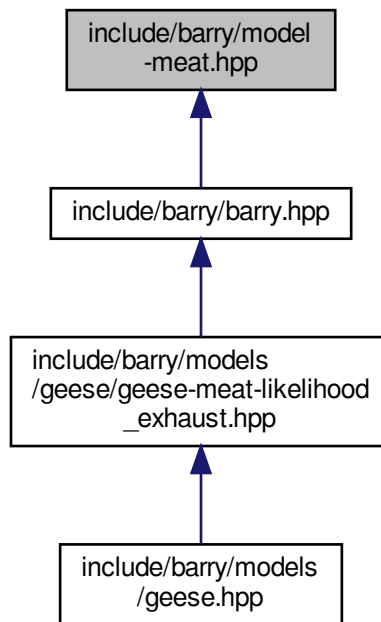 include/barry/model
-meat.hpp
include/barry/barry.hpp
include/barry/models
/geese/geese-meat-likelihood
_exhaust.hpp
include/barry/models
/geese.hpp